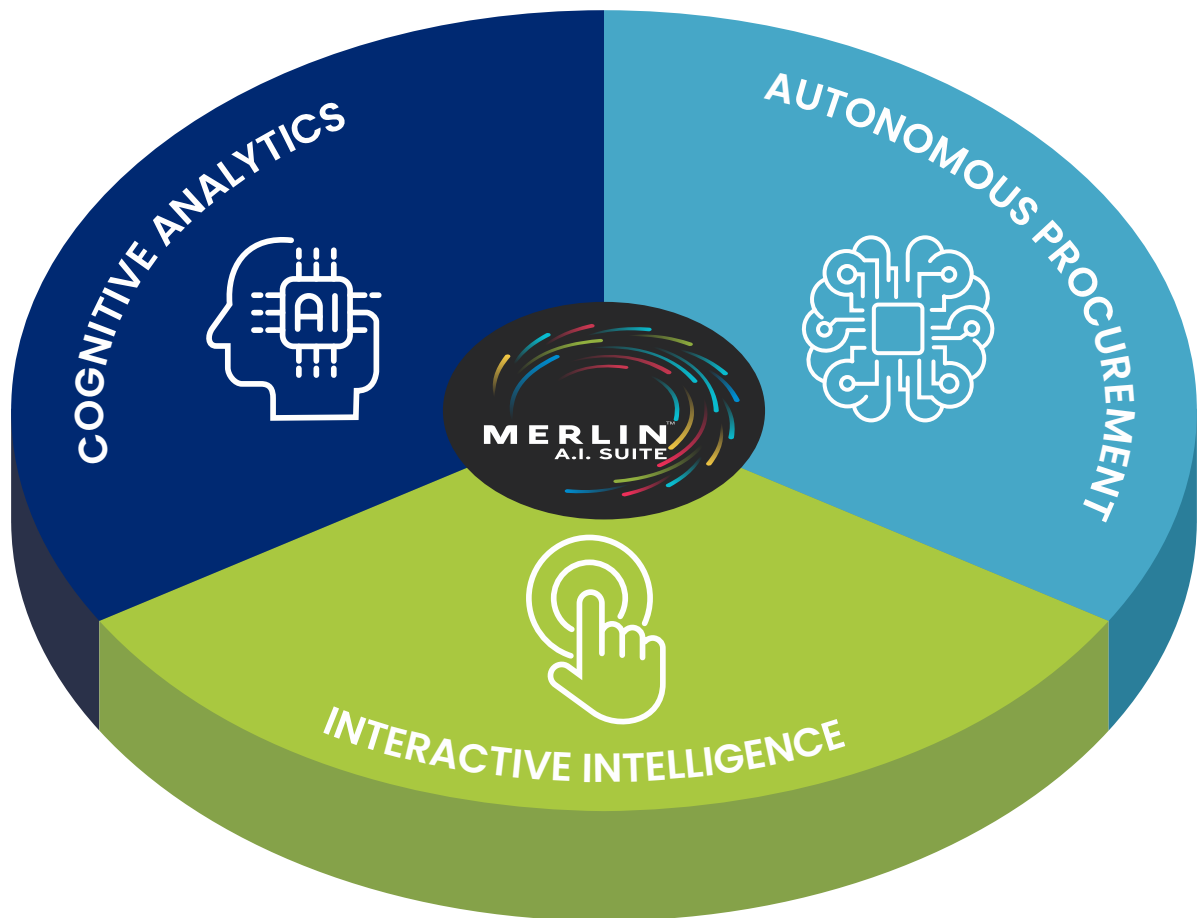 COGNITIVE ANALYTICS
AI
AUTONOMOUS PROCUREMENT
MERLIN™
A.I. SUITE
INTERACTIVE INTELLIGENCE